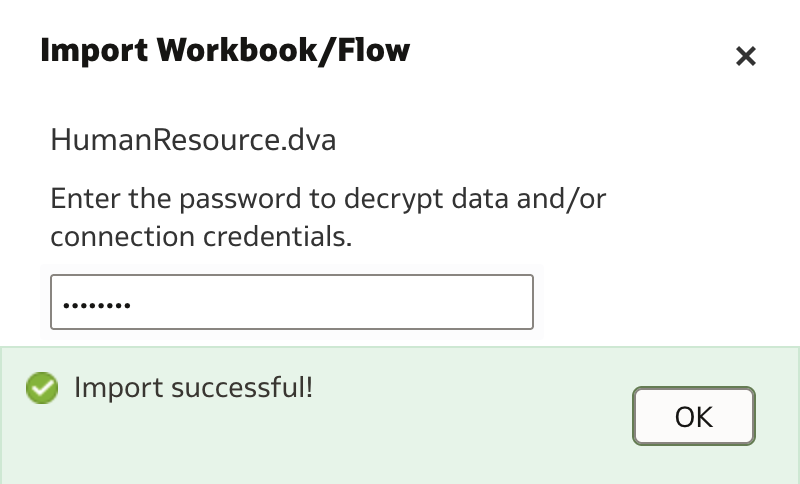 Import Workbook/Flow
HumanResource.dva
Enter the password to decrypt data and/or
connection credentials.
••••••••
Import successful!
OK